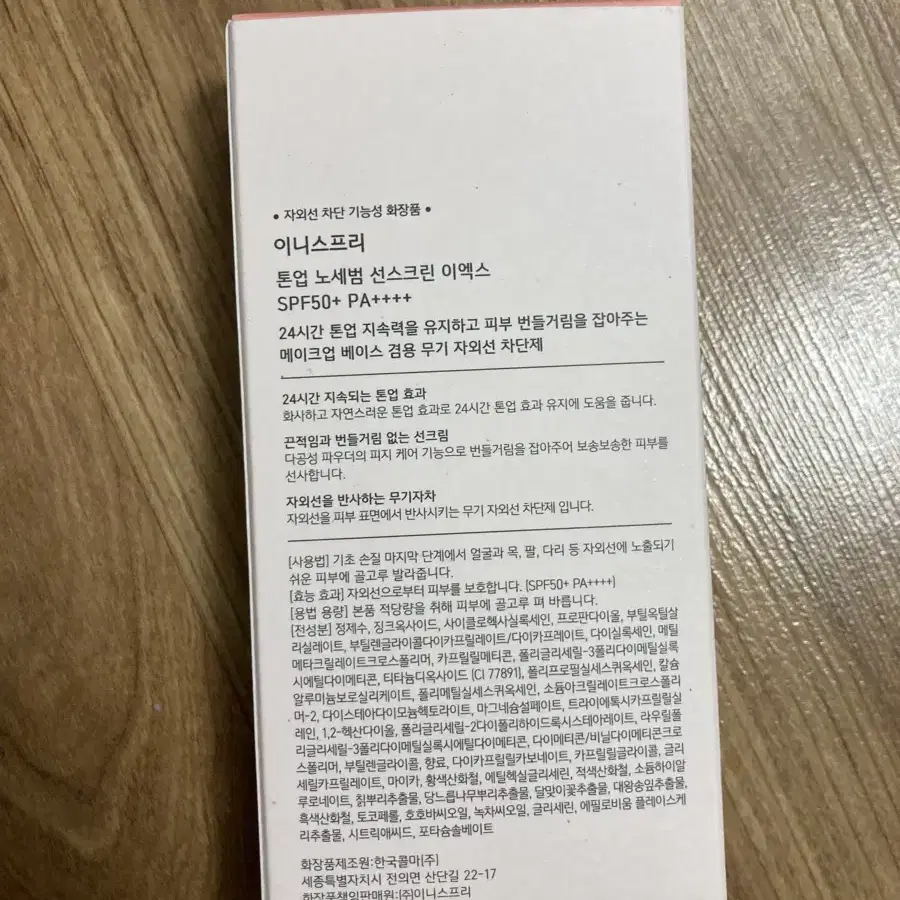 • 자외선 차단 기능성 화장품 •
이니스프리
톤업 노세범 선스크린 이엑스
SPF50+ PA++++
24시간 톤업 지속력을 유지하고 피부 번들거림을 잡아주는
메이크업 베이스 겸용 무기 자외선 차단제
24시간 지속되는 톤업 효과
화사하고 자연스러운 톤업 효과로 24시간 톤업 효과 유지에 도움을 줍니다.
끈적임과 번들거림 없는 선크림
다공성 파우더의 피지 케어 기능으로 번들거림을 잡아주어 보송보송한 피부를
선사합니다.
자외선을 반사하는 무기자차
자외선을 피부 표면에서 반사시키는 무기 자외선 차단제 입니다.
[사용법] 기초 손질 마지막 단계에서 얼굴과 목, 팔, 다리 등 자외선에 노출되기
쉬운 피부에 골고루 발라줍니다.
[효능 효과] 자외선으로부터 피부를 보호합니다. (SPF50+ PA++++)
[용법 용량] 본품 적당량을 취해 피부에 골고루 펴 바릅니다.
[전성분] 정제수, 징크옥사이드, 사이클로헥사실록세인, 프로판다이올, 부틸옥틸살
리실레이트, 부틸렌글라이콜다이카프릴레이트/다이카프레이트, 다이실록세인, 메틸
메타크릴레이트크로스폴리머, 카프릴릴메티콘, 폴리글리세릴-3폴리다이메틸실록
시에틸다이메티콘, 티타늄디옥사이드 [CI 77891], 폴리프로필실세스퀴옥세인, 칼슘
알루미늄보로실리케이트, 폴리메틸실세스퀴옥세인, 소듐아크릴레이트크로스폴리
머-2, 다이스테아다이모늄헥토라이트, 마그네슘설페이트, 트라이에톡시카프릴릴실
레인, 1,2-헥산다이올, 폴리글리세릴-2다이폴리하이드록시스테아레이트, 라우릴폴
리글리세릴-3폴리다이메틸실록시에틸다이메티콘, 다이메티콘/비닐다이메티콘크로
스폴리머, 부틸렌글라이콜, 향료, 다이카프릴릴카보네이트, 카프릴릴글라이콜, 글리
세릴카프릴레이트, 마이카, 황색산화철, 에틸헥실글리세린, 적색산화철, 소듐하이알
루로네이트, 칡뿌리추출물, 당느릅나무뿌리추출물, 달맞이꽃추출물, 대왕송잎추출물,
흑색산화철, 토코페롤, 호호바씨오일, 녹차씨오일, 글리세린, 에필로비움 플레이스케
리추출물, 시트릭애씨드, 포타슘솔베이트
화장품제조원:한국콜마(주)
세종특별자치시 전의면 산단길 22-17
화장품책임판매원:(주)이니스프리